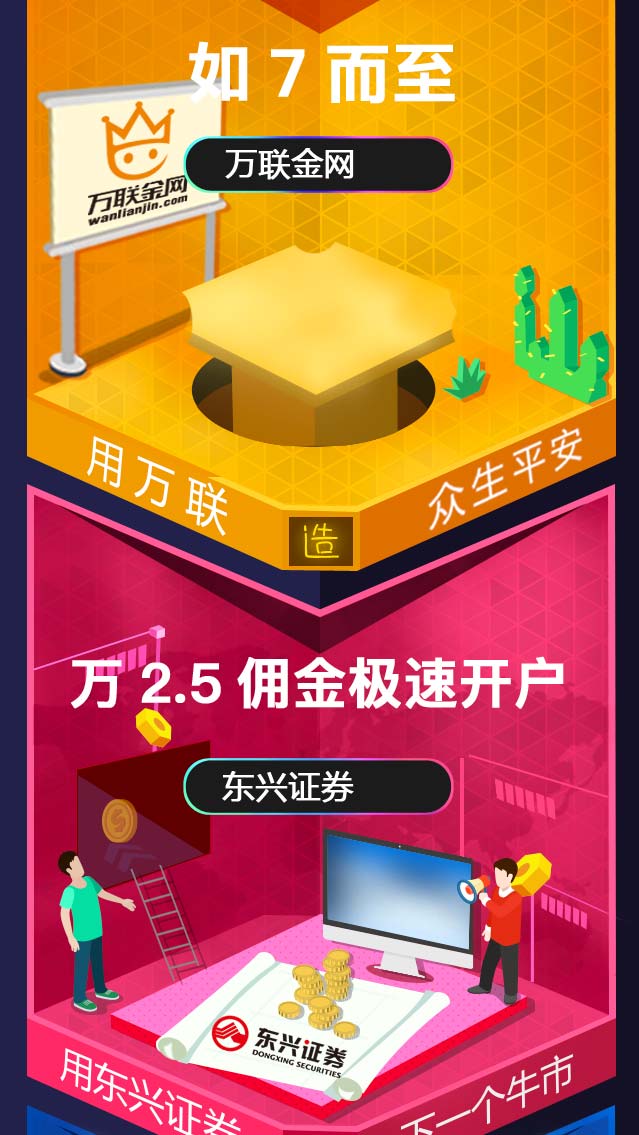 如 7 而至
万联金网
万联金网
wanlianjin.com
用万联
造
众生平安
万 2.5 佣金极速开户
东兴证券
东兴证券
DONGXING SECURITIES
用东兴证券
下一个牛市